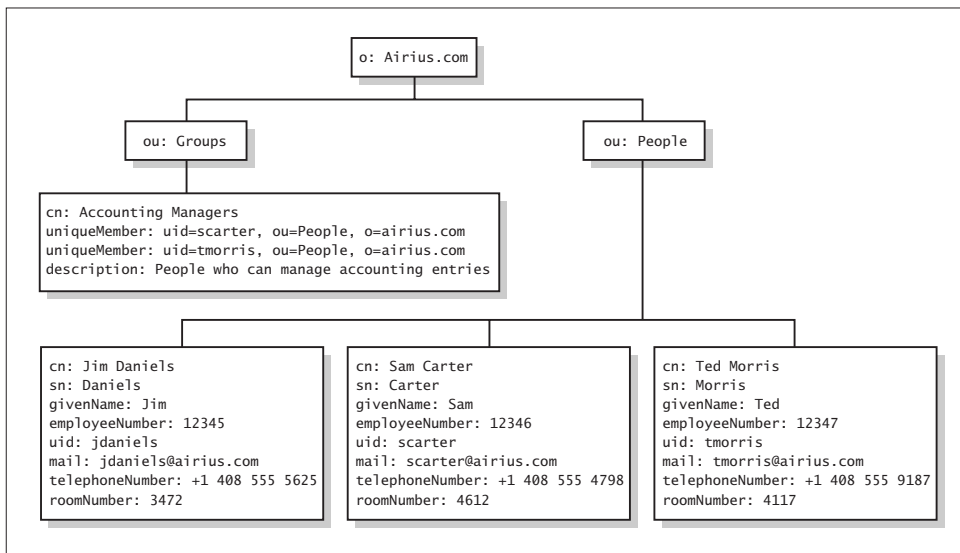 o: Airius.com
ou: Groups
ou: People
cn: Accounting Managers
uniqueMember: uid=scarter, ou=People, o=airius.com
uniqueMember: uid=tmorris, ou=People, o=airius.com
description: People who can manage accounting entries
cn: Jim Daniels
sn: Daniels
givenName: Jim
employeeNumber: 12345
uid: jdaniels
mail: jdaniels@airius.com
telephoneNumber: +1 408 555 5625
roomNumber: 3472
cn: Sam Carter
sn: Carter
givenName: Sam
employeeNumber: 12346
uid: scarter
mail: scarter@airius.com
telephoneNumber: +1 408 555 4798
roomNumber: 4612
cn: Ted Morris
sn: Morris
givenName: Ted
employeeNumber: 12347
uid: tmorris
mail: tmorris@airius.com
telephoneNumber: +1 408 555 9187
roomNumber: 4117